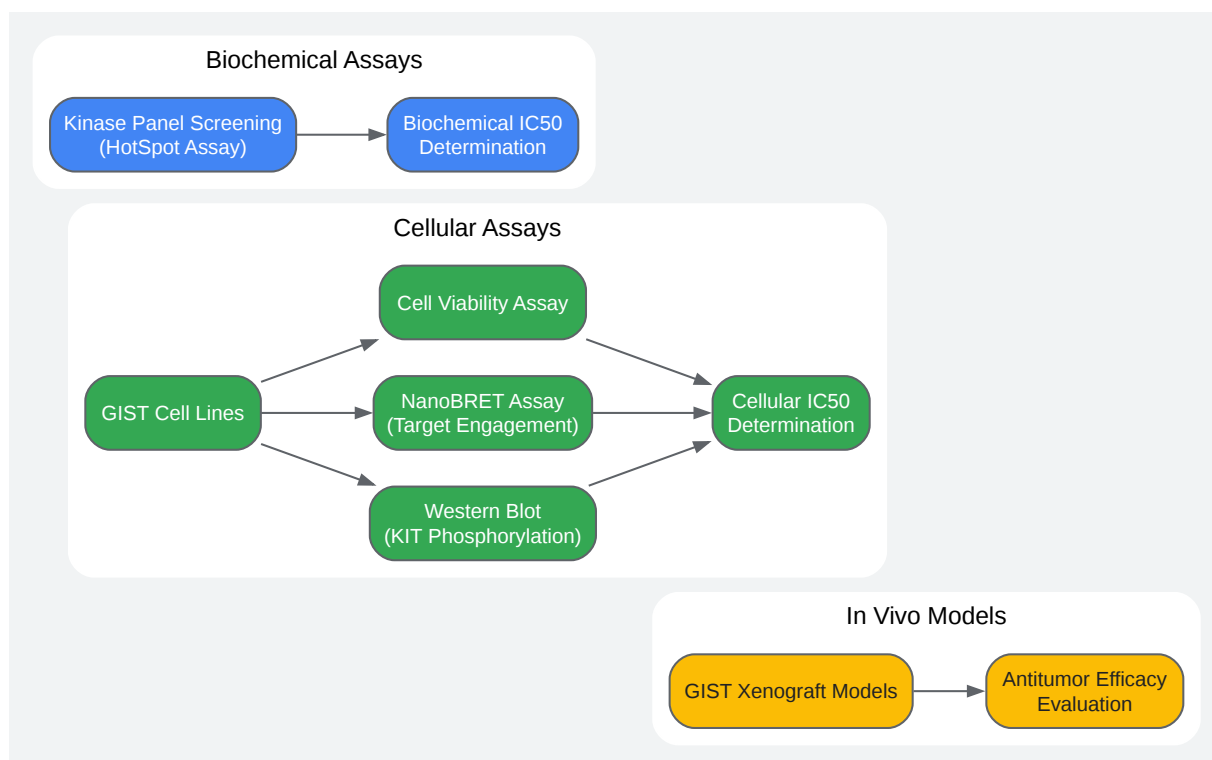 Biochemical Assays
Kinase Panel Screening
(HotSpot Assay)
Biochemical IC50
Determination
Cellular Assays
Cell Viability Assay
GIST Cell Lines
NanoBRET Assay
(Target Engagement)
Cellular IC50
Determination
Western Blot
(KIT Phosphorylation)
In Vivo Models
GIST Xenograft Models
Antitumor Efficacy
Evaluation